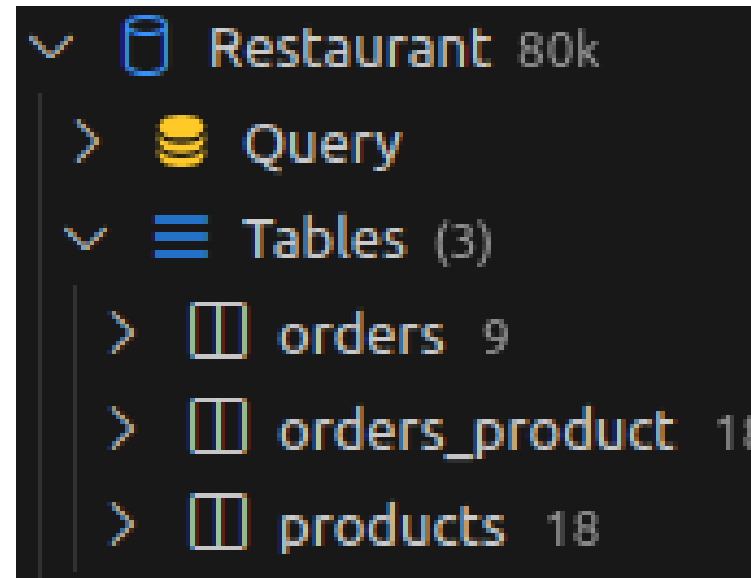 Restaurant 80k
Query
Tables (3)
orders 9
orders_product
products 18